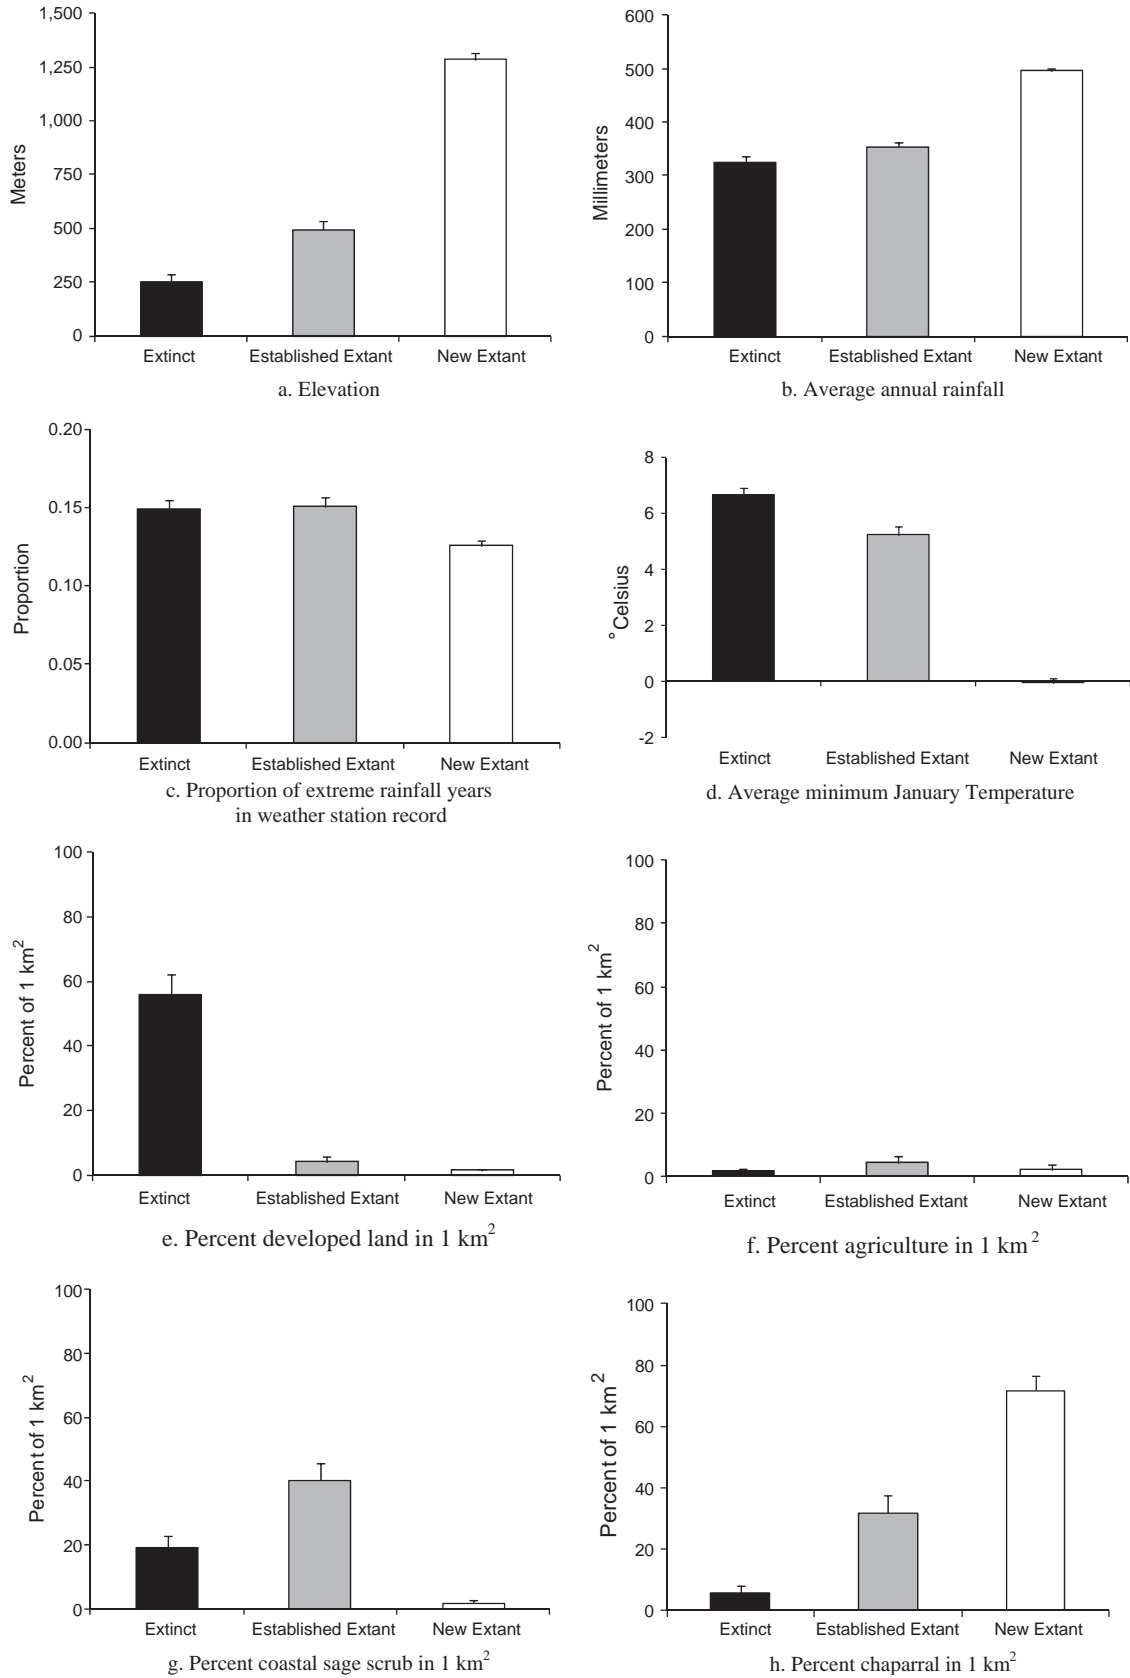 1,500
1,250
1,000
750
500
250
0
Meters
Extinct Established Extant New Extant
a. Elevation
600
500
400
300
200
100
0
Millimeters
Extinct Established Extant New Extant
b. Average annual rainfall
0.20
0.15
0.10
0.05
0.00
Proportion
Extinct Established Extant New Extant
c. Proportion of extreme rainfall years
in weather station record
8
6
4
2
0
-2
°Celsius
Extinct Established Extant New Extant
d. Average minimum January Temperature
100
80
60
40
20
0
Percent of 1 km²
Extinct Established Extant New Extant
e. Percent developed land in 1 km²
100
80
60
40
20
0
Percent of 1 km²
Extinct Established Extant New Extant
f. Percent agriculture in 1 km²
100
80
60
40
20
0
Percent of 1 km²
Extinct Established Extant New Extant
g. Percent coastal sage scrub in 1 km²
100
80
60
40
20
0
Percent of 1 km²
Extinct Established Extant New Extant
h. Percent chaparral in 1 km²